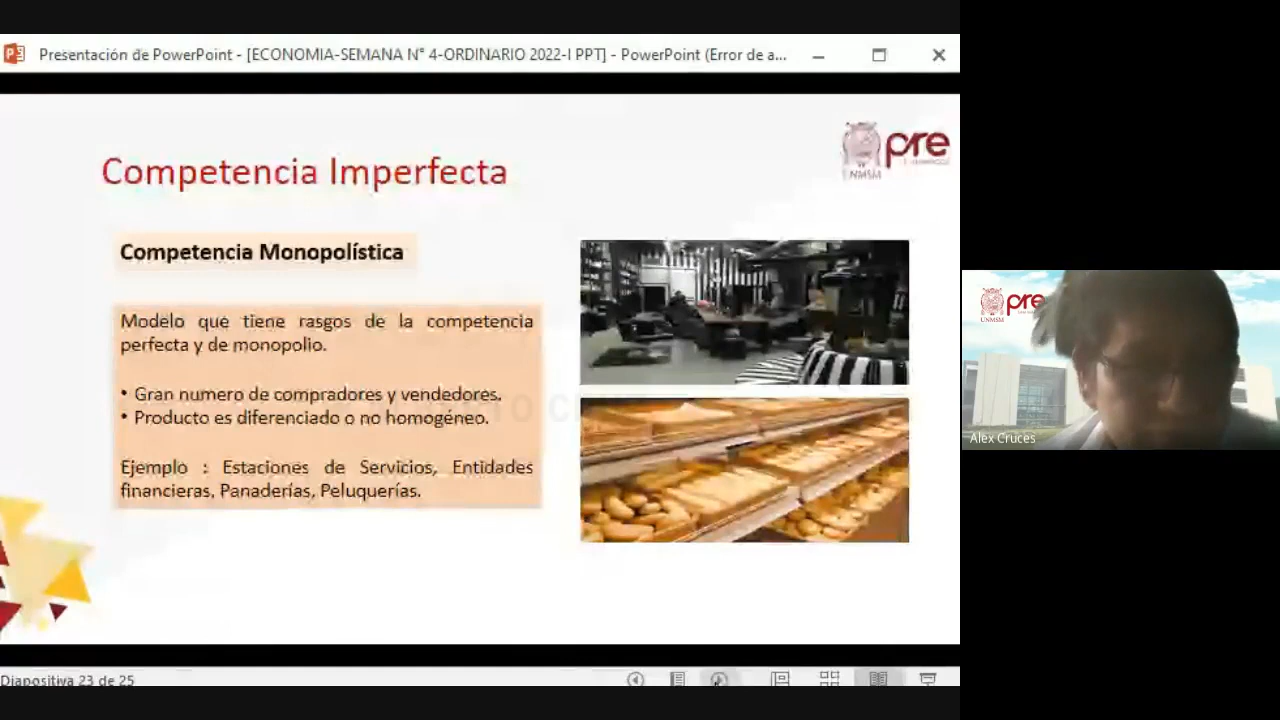 Presentación de PowerPoint - [ECONOMIA-SEMANA N° 4-ORDINARIO 2022-I PPT] - PowerPoint (Error de a...
pre
UNMSM
Competencia Imperfecta
Competencia Monopolística
Modelo que tiene rasgos de la competencia
perfecta y de monopolio.
• Gran numero de compradores y vendedores.
• Producto es diferenciado o no homogéneo.
Ejemplo : Estaciones de Servicios, Entidades
financieras, Panaderías, Peluquerías.
Diapositiva 23 de 25
pre
UNMSM
Alex Cruces